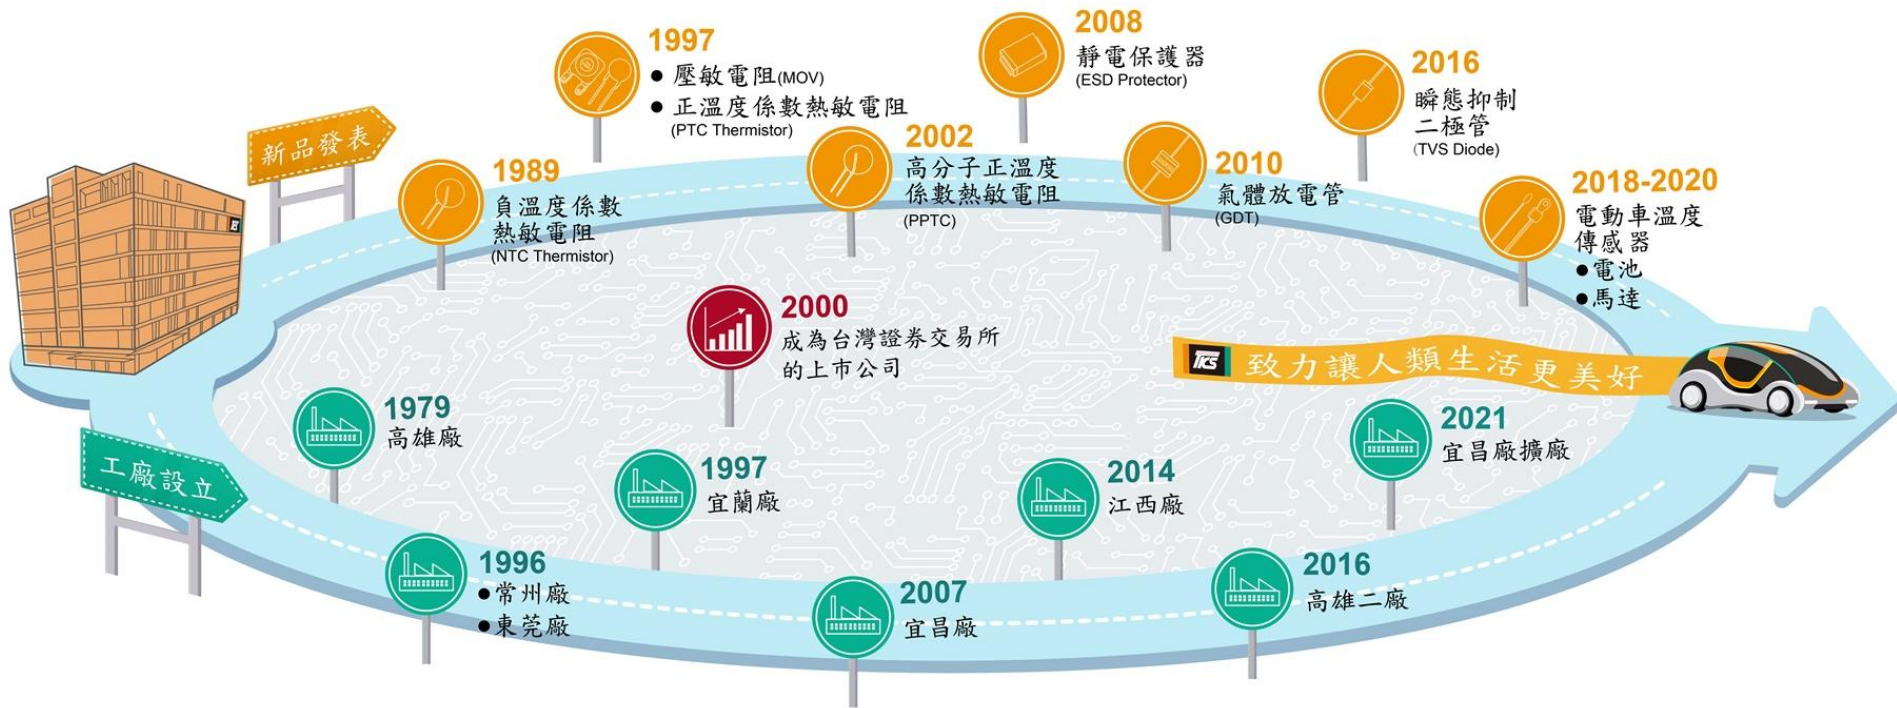 新品發表
1989
負溫度係數
熱敏電阻
(NTC Thermistor)
1997
● 壓敏電阻(MOV)
● 正溫度係數熱敏電阻
(PTC Thermistor)
2002
高分子正溫度
係數熱敏電阻
(PPTC)
2008
靜電保護器
(ESD Protector)
2010
氣體放電管
(GDT)
2016
瞬態抑制
二極管
(TVS Diode)
2018-2020
電動車溫度
傳感器
●電池
●馬達
2000
成為台灣證券交易所
的上市公司
TKS 致力讓人類生活更美好
工廠設立
1979
高雄廠
1996
●常州廠
●東莞廠
1997
宜蘭廠
2007
宜昌廠
2014
江西廠
2016
高雄二廠
2021
宜昌廠擴廠